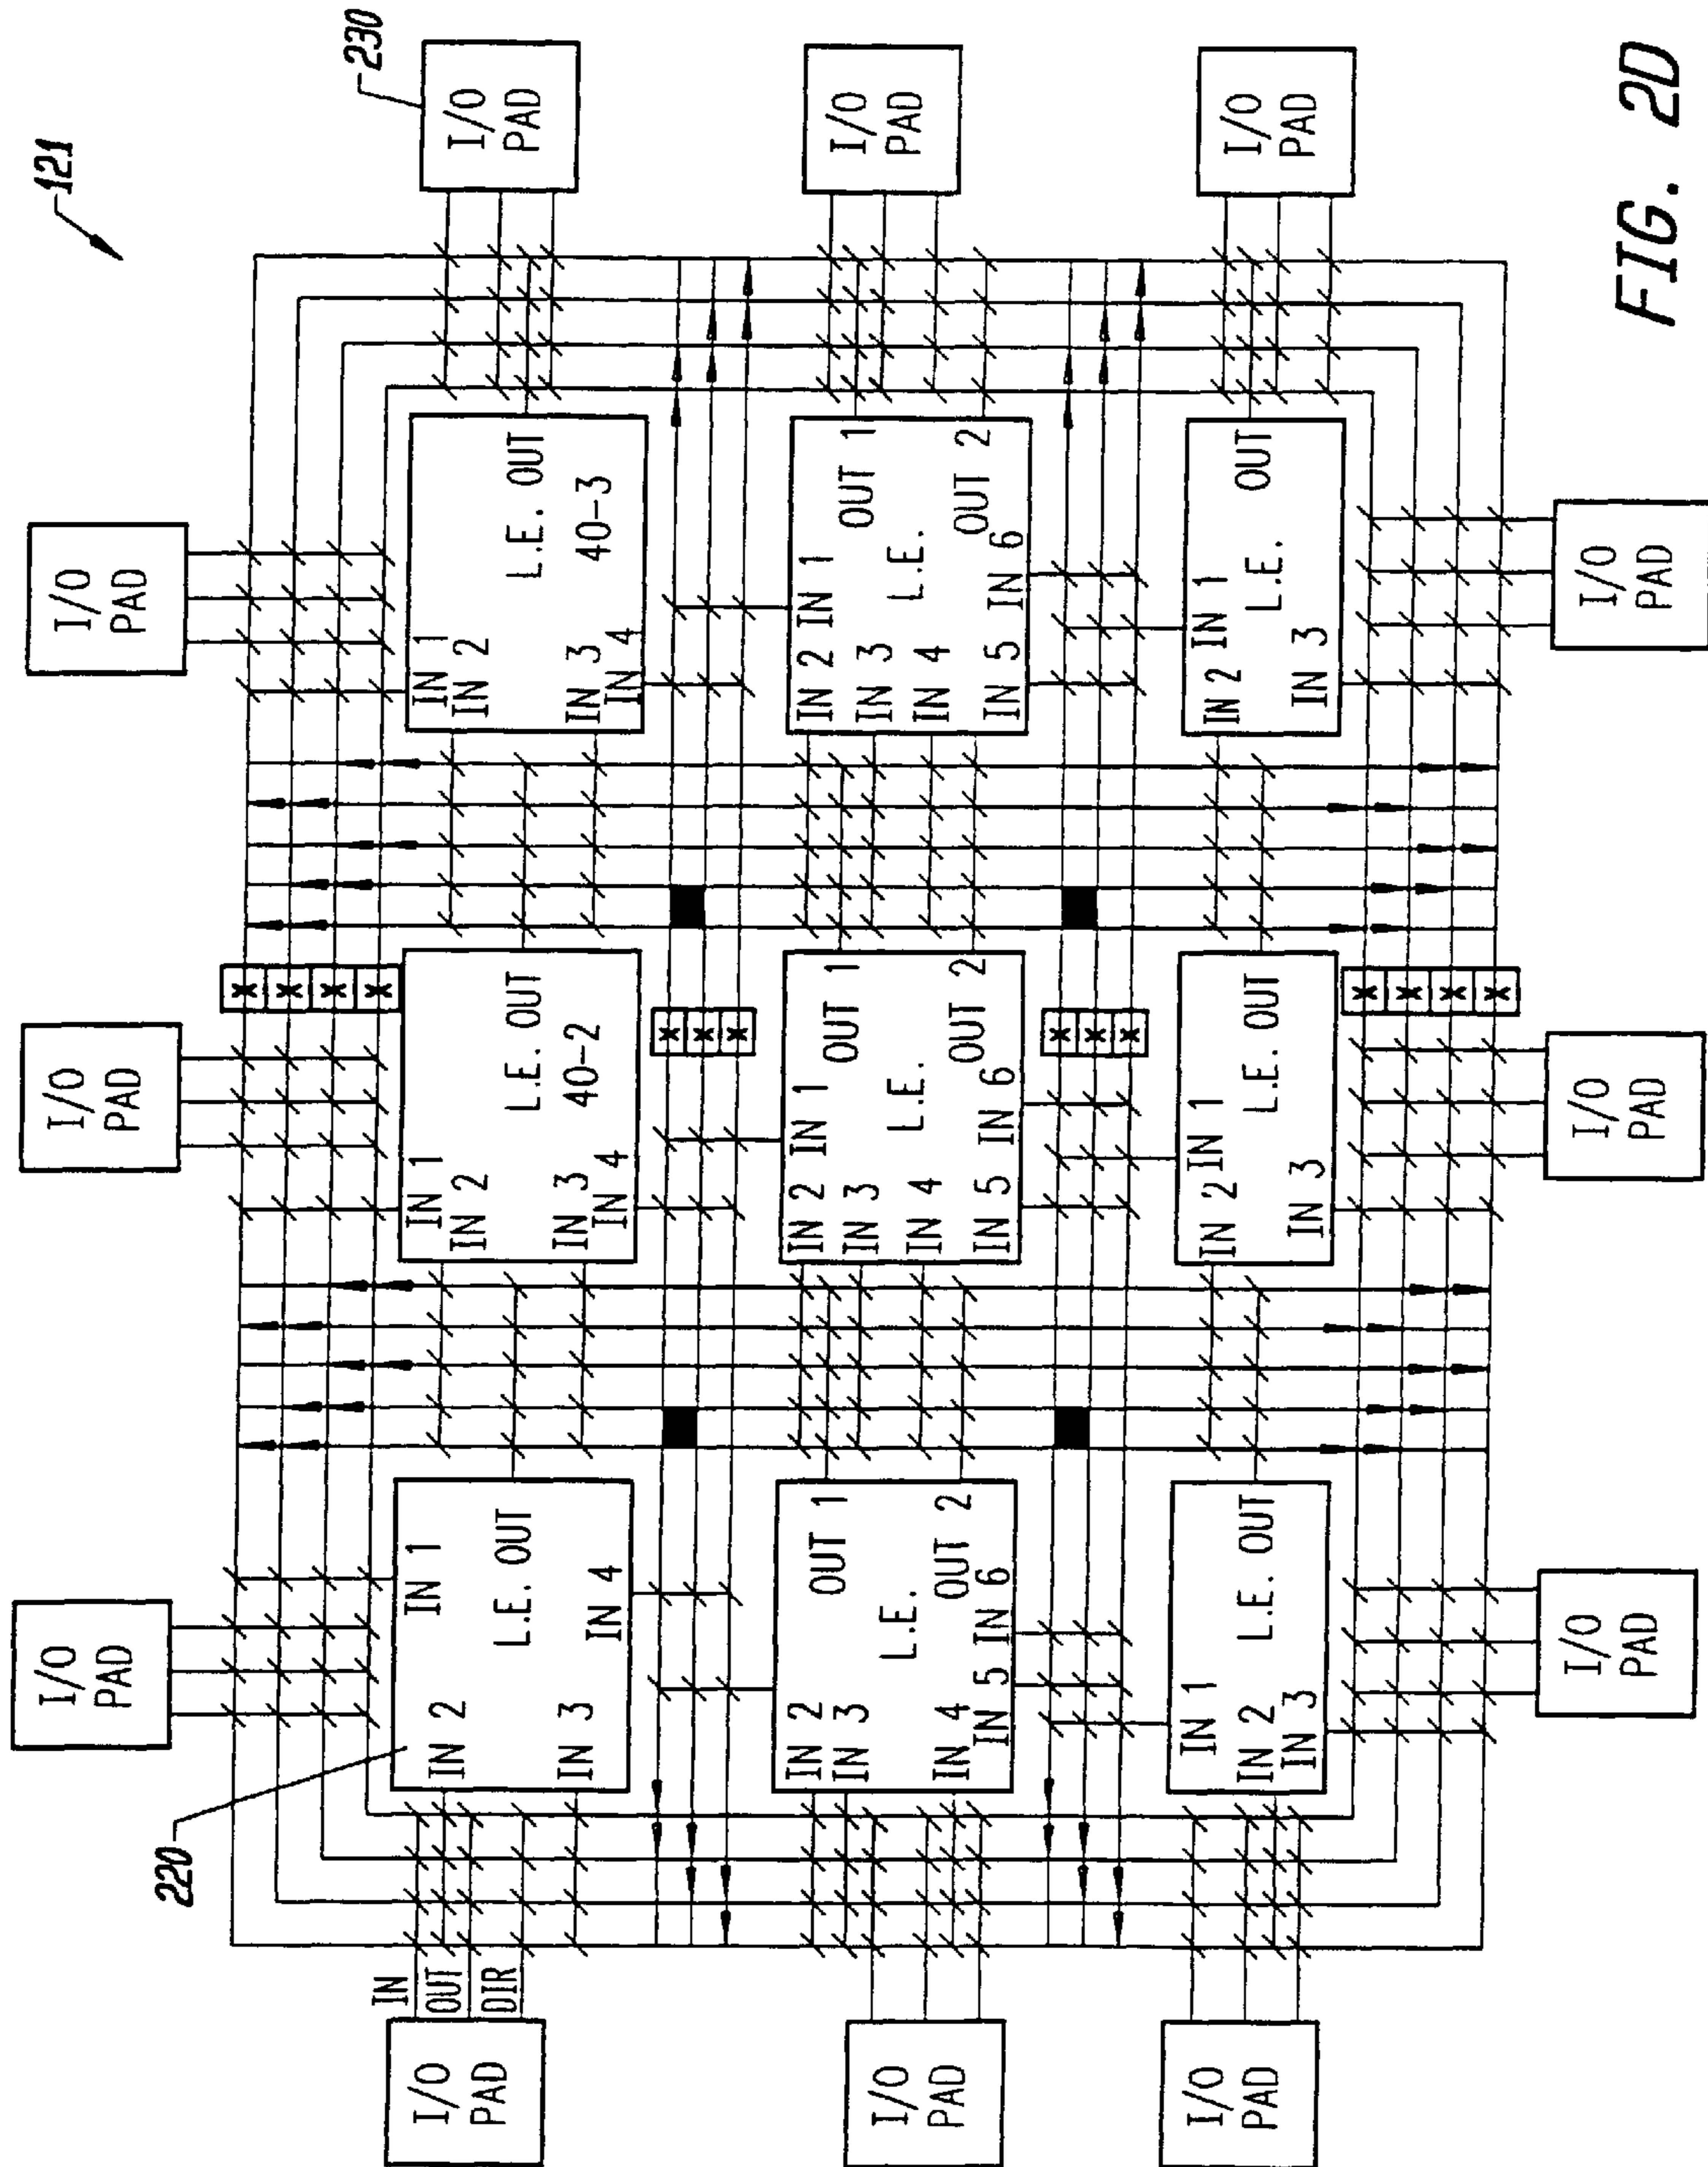 121
I/O
PAD
I/O
PAD
I/O
PAD
220
230
I/O
PAD
IN
OUT
DIR
IN 1
IN 2
L.E. OUT
IN 3
IN 4
IN 1
IN 2
L.E. OUT
40-2
IN 3
IN 4
IN 1
IN 2
L.E. OUT
40-3
IN 3
IN 4
I/O
PAD
I/O
PAD
IN 2
OUT 1
IN 3
L.E.
IN 4
OUT 2
IN 5
IN 6
IN 1
IN 2
OUT 1
IN 3
L.E.
IN 4
OUT 2
IN 5
IN 6
IN 1
IN 2
OUT 1
IN 3
L.E.
IN 4
OUT 2
IN 5
IN 6
I/O
PAD
I/O
PAD
IN 1
IN 2
L.E. OUT
IN 3
IN 1
IN 2
L.E. OUT
IN 3
IN 1
IN 2
L.E. OUT
IN 3
I/O
PAD
I/O
PAD
I/O
PAD
I/O
PAD
FIG. 2D